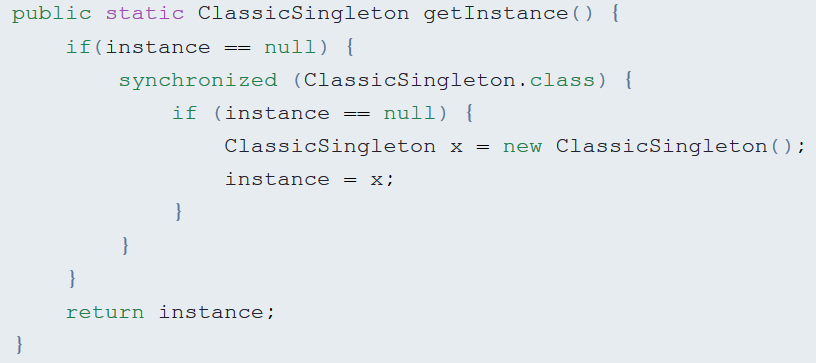 public static ClassicSingleton getInstance() {
    if(instance == null) {
        synchronized (ClassicSingleton.class) {
            if (instance == null) {
                ClassicSingleton x = new ClassicSingleton();
                instance = x;
            }
        }
    }
    return instance;
}